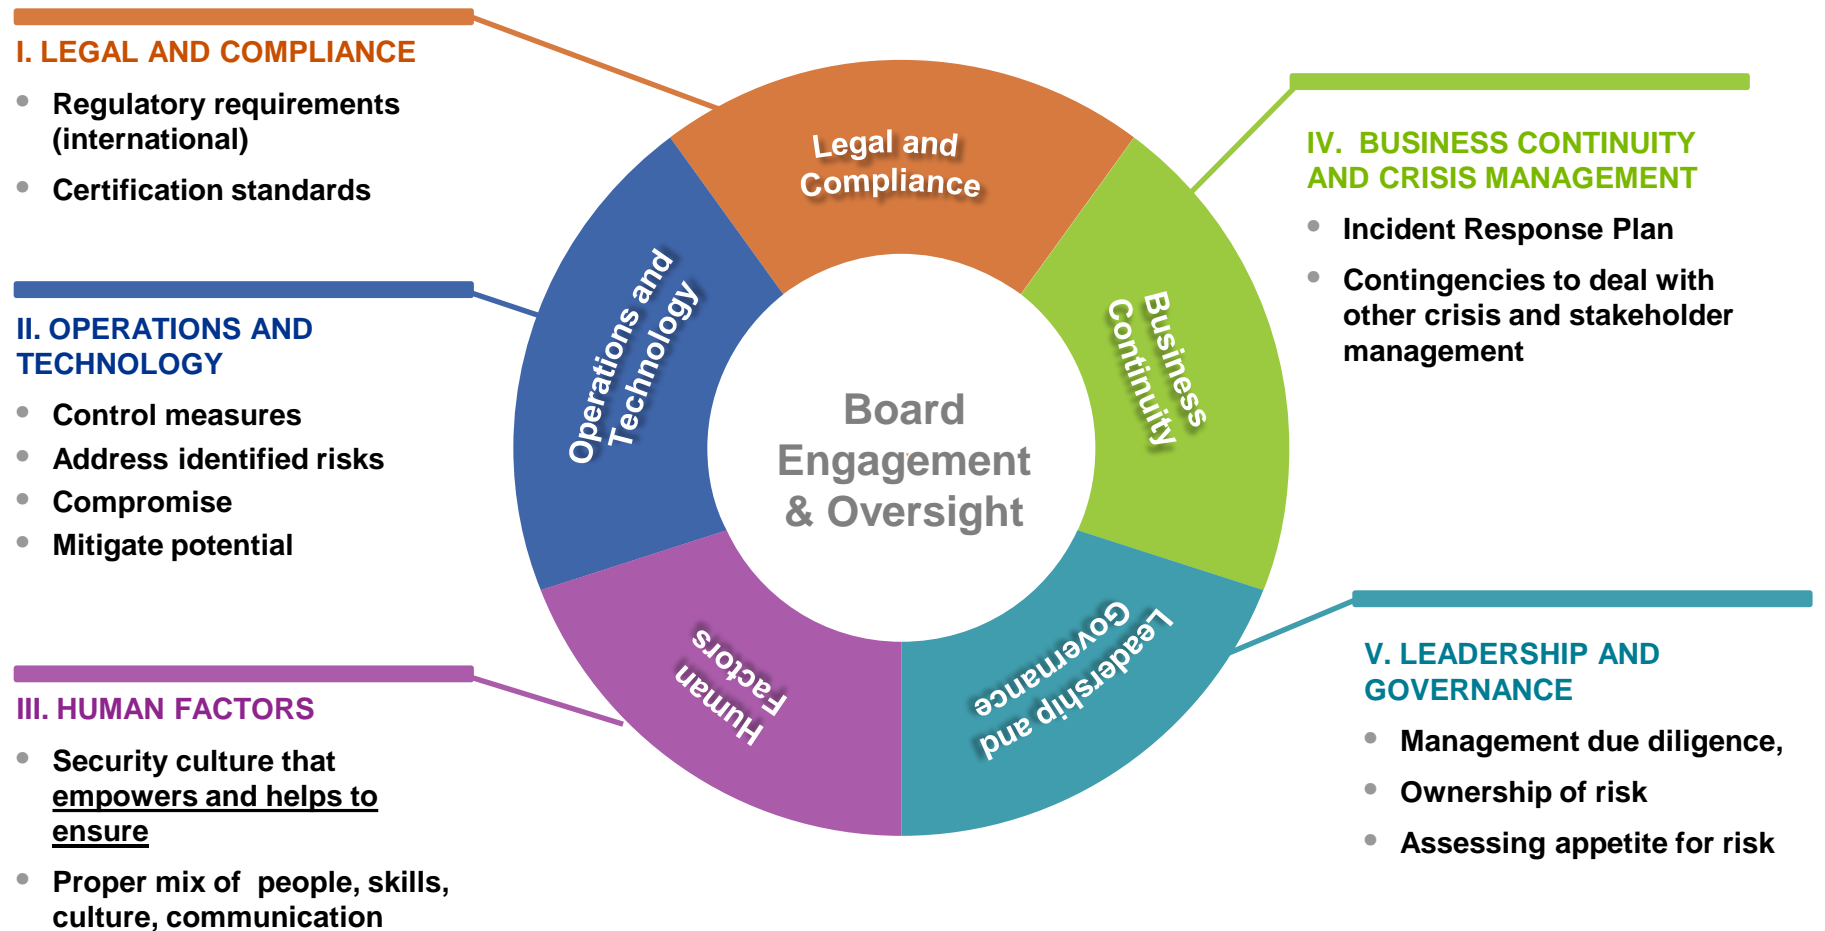 I. LEGAL AND COMPLIANCE
• Regulatory requirements
(international)
• Certification standards
II. OPERATIONS AND
TECHNOLOGY
• Control measures
• Address identified risks
• Compromise
• Mitigate potential
III. HUMAN FACTORS
• Security culture that
empowers and helps to
ensure
• Proper mix of people, skills,
culture, communication
Legal and
Compliance
Operations and
Technology
Business
Continuity
Board
Engagement
& Oversight
Human
Factors
Leadership and
Governance
IV. BUSINESS CONTINUITY
AND CRISIS MANAGEMENT
• Incident Response Plan
• Contingencies to deal with
other crisis and stakeholder
management
V. LEADERSHIP AND
GOVERNANCE
• Management due diligence,
• Ownership of risk
• Assessing appetite for risk